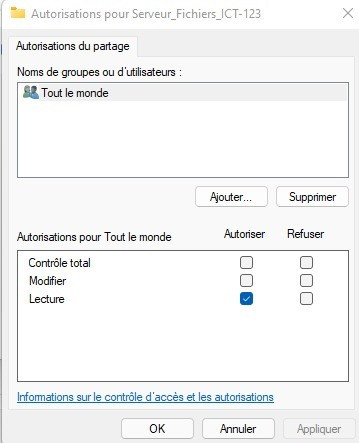 Autorisations pour Serveur_Fichiers_ICT-123
Autorisations du partage
Noms de groupes ou d'utilisateurs :
Tout le monde
Ajouter... Supprimer
Autorisations pour Tout le monde Autoriser Refuser
Contrôle total
Modifier
Lecture
Informations sur le contrôle d'accès et les autorisations
OK Annuler Appliquer